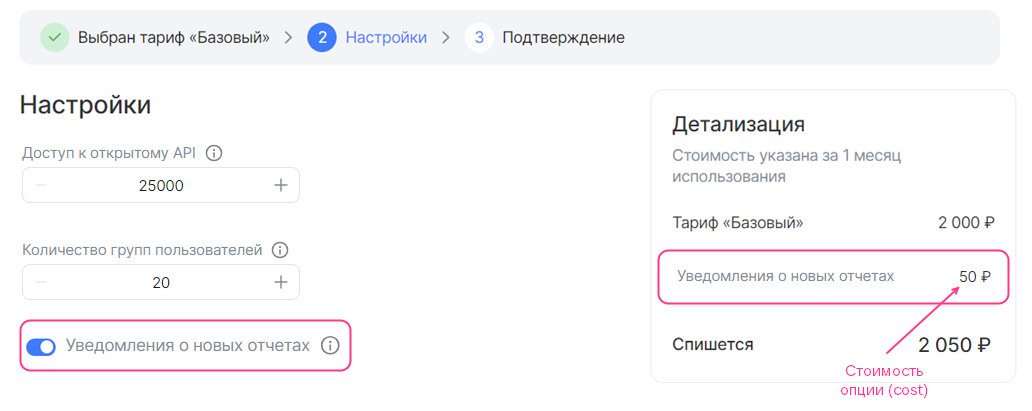 Выбран тариф «Базовый» > 2 Настройки > 3 Подтверждение
Настройки
Доступ к открытому API
25000
Количество групп пользователей
20
Уведомления о новых отчетах
Детализация
Стоимость указана за 1 месяц
использования
Тариф «Базовый» 2 000 ₽
Уведомления о новых отчетах 50 ₽
Спишется 2 050 ₽
Стоимость
опции (cost)